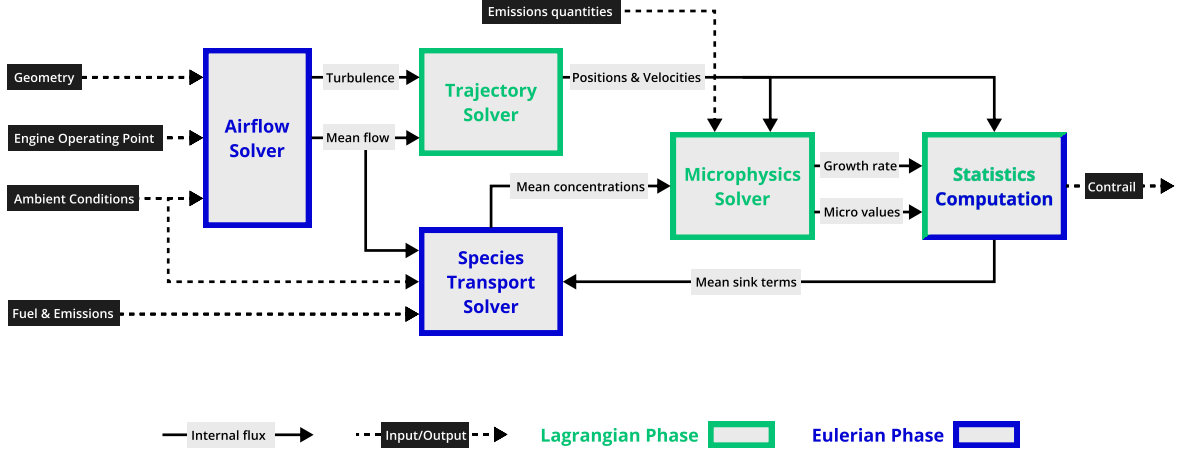 Emissions quantities
Geometry
Turbulence
Positions & Velocities
Trajectory
Solver
Airflow
Solver
Engine Operating Point
Mean flow
Growth rate
Microphysics
Solver
Statistics
Computation
Mean concentrations
Contrail
Ambient Conditions
Micro values
Species
Transport
Solver
Mean sink terms
Fuel & Emissions
Internal flux
Input/Output
Lagrangian Phase
Eulerian Phase